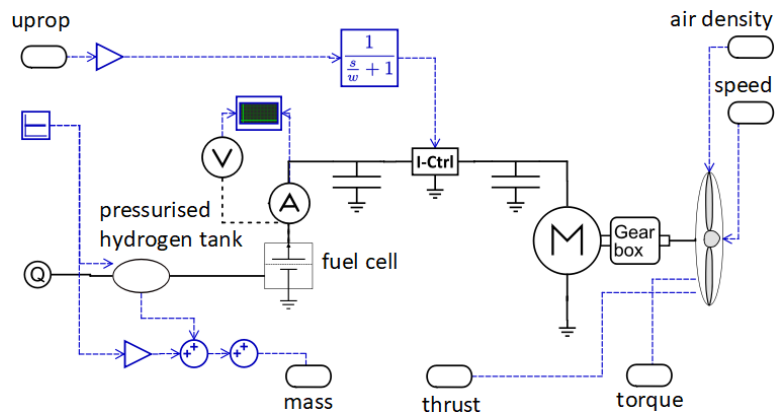 uprop
air density
1
s
w + 1
speed
V
I-Ctrl
A
pressurised
hydrogen tank
Gear
box
M
fuel cell
Q
+
+
+
+
mass
thrust
torque